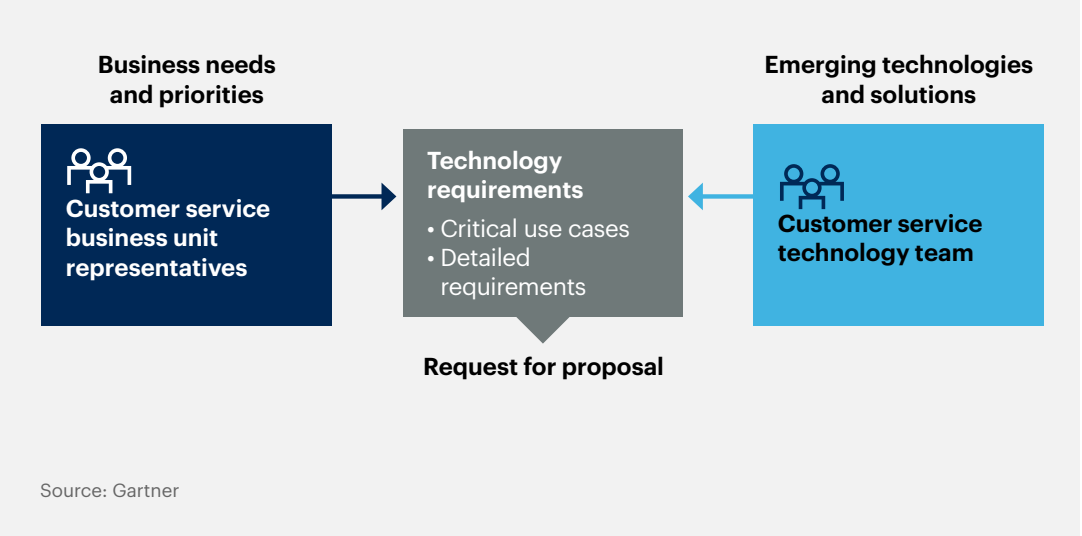 Business needs
and priorities
Emerging technologies
and solutions
Customer service
business unit
representatives
Technology
requirements
• Critical use cases
• Detailed
requirements
Customer service
technology team
Request for proposal
Source: Gartner